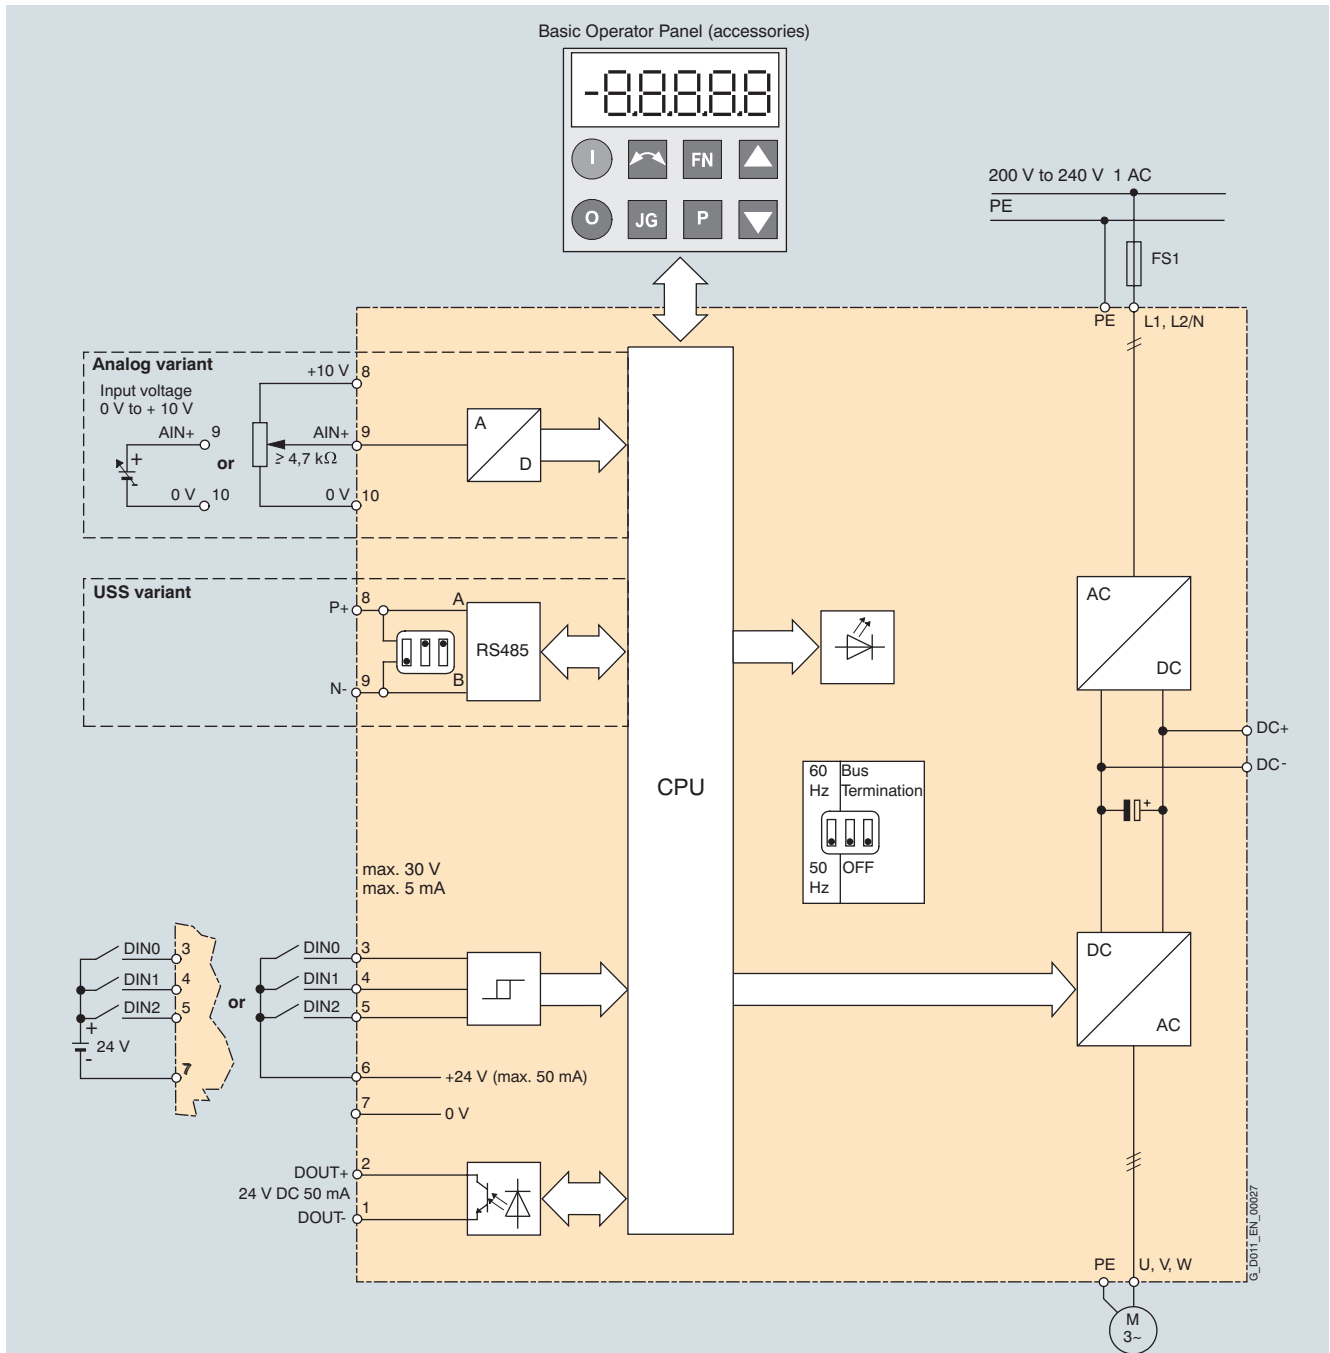 Basic Operator Panel (accessories)
-8.8.8.8.8
I
FN
O
JG
P
200 V to 240 V 1 AC
PE
FS1
PE
L1, L2/N
Analog variant
Input voltage
0 V to + 10 V
AIN+ 9
or
0 V 10
+10 V 8
AIN+ 9
≥ 4,7 kΩ
0 V 10
A
D
USS variant
P+ 8
A
RS485
N- 9
B
CPU
AC
DC
DC+
DC-
+
60 Hz
Bus Termination
50 Hz
OFF
max. 30 V
max. 5 mA
DIN0 3
DIN1 4
DIN2 5
+
24 V
-
7
or
DIN0 3
DIN1 4
DIN2 5
6
+24 V (max. 50 mA)
7
0 V
DC
AC
DOUT+ 2
24 V DC 50 mA
DOUT- 1
PE
U, V, W
M
3~
G_D011_EN_00027